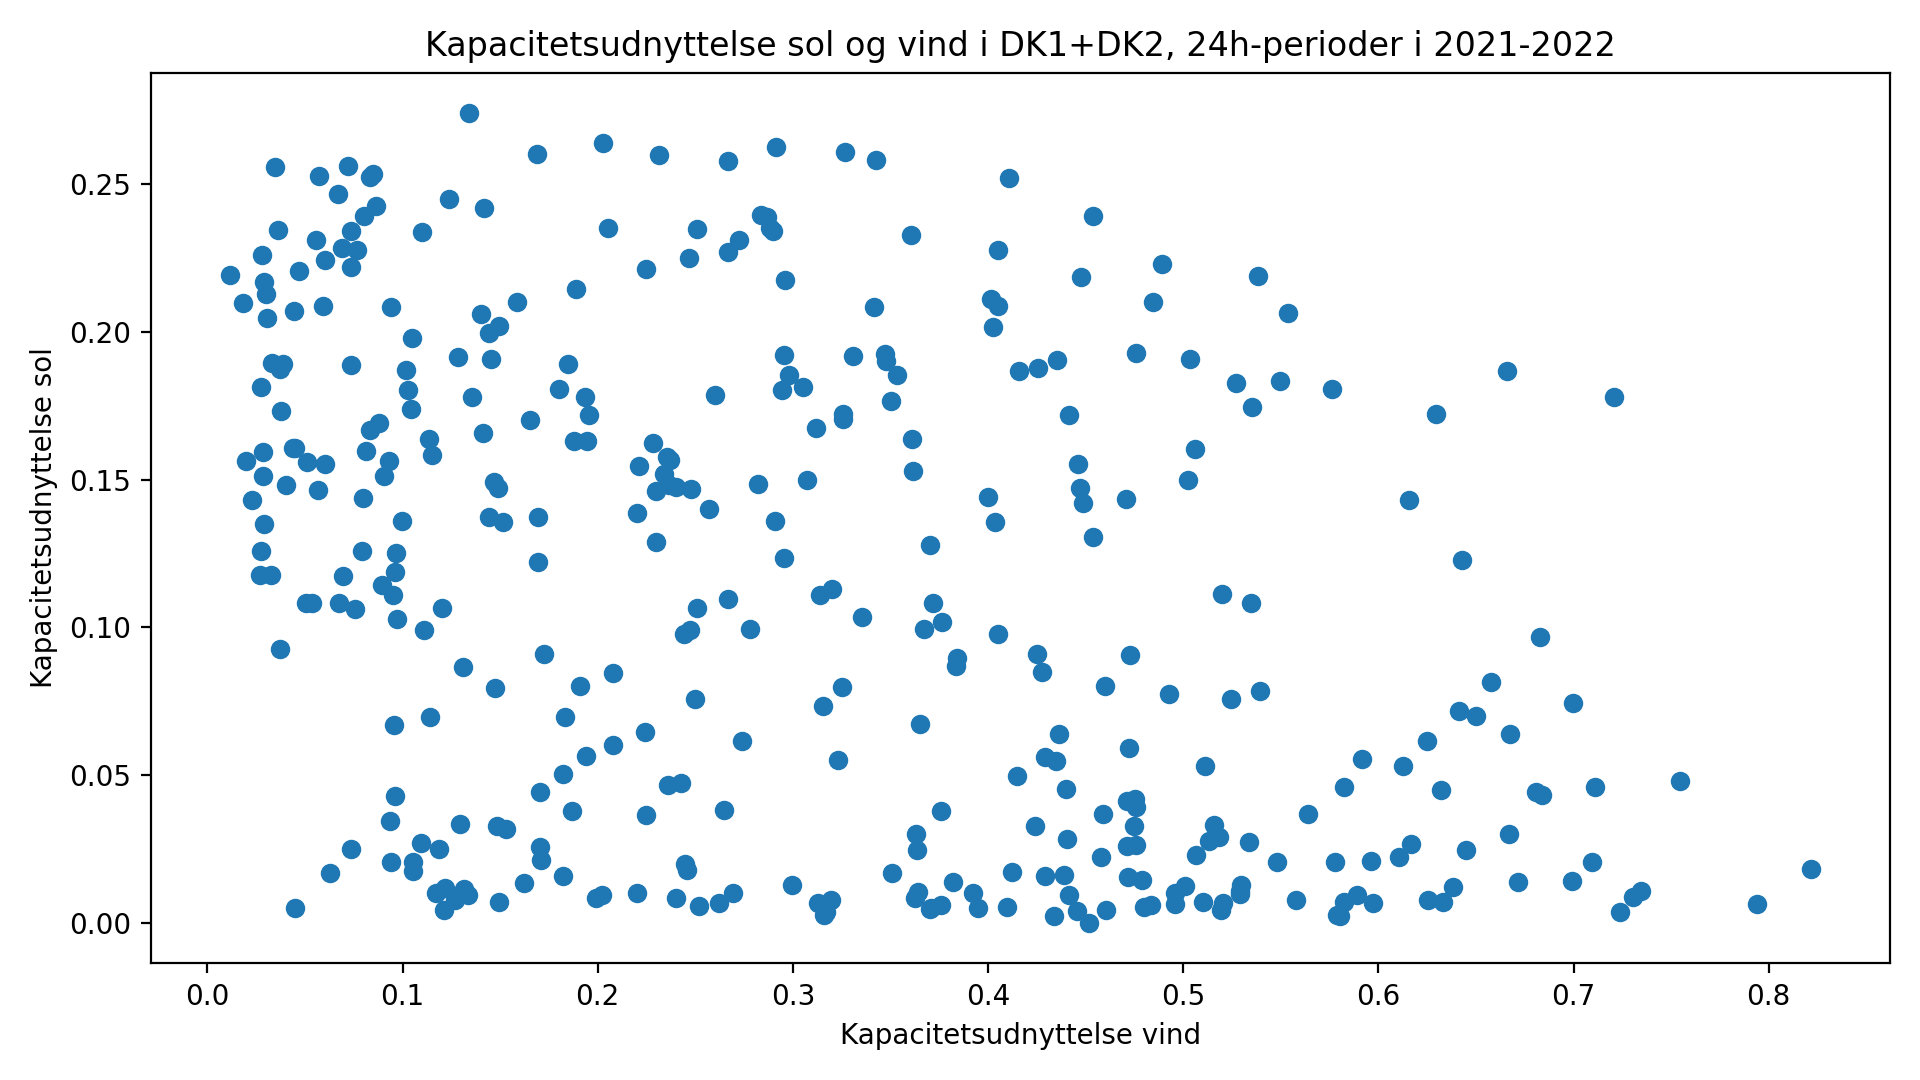 Kapacitetsudnyttelse sol og vind i DK1+DK2, 24h-perioder i 2021-2022
Kapacitetsudnyttelse sol
0.25
0.20
0.15
0.10
0.05
0.00
0.0 0.1 0.2 0.3 0.4 0.5 0.6 0.7 0.8
Kapacitetsudnyttelse vind